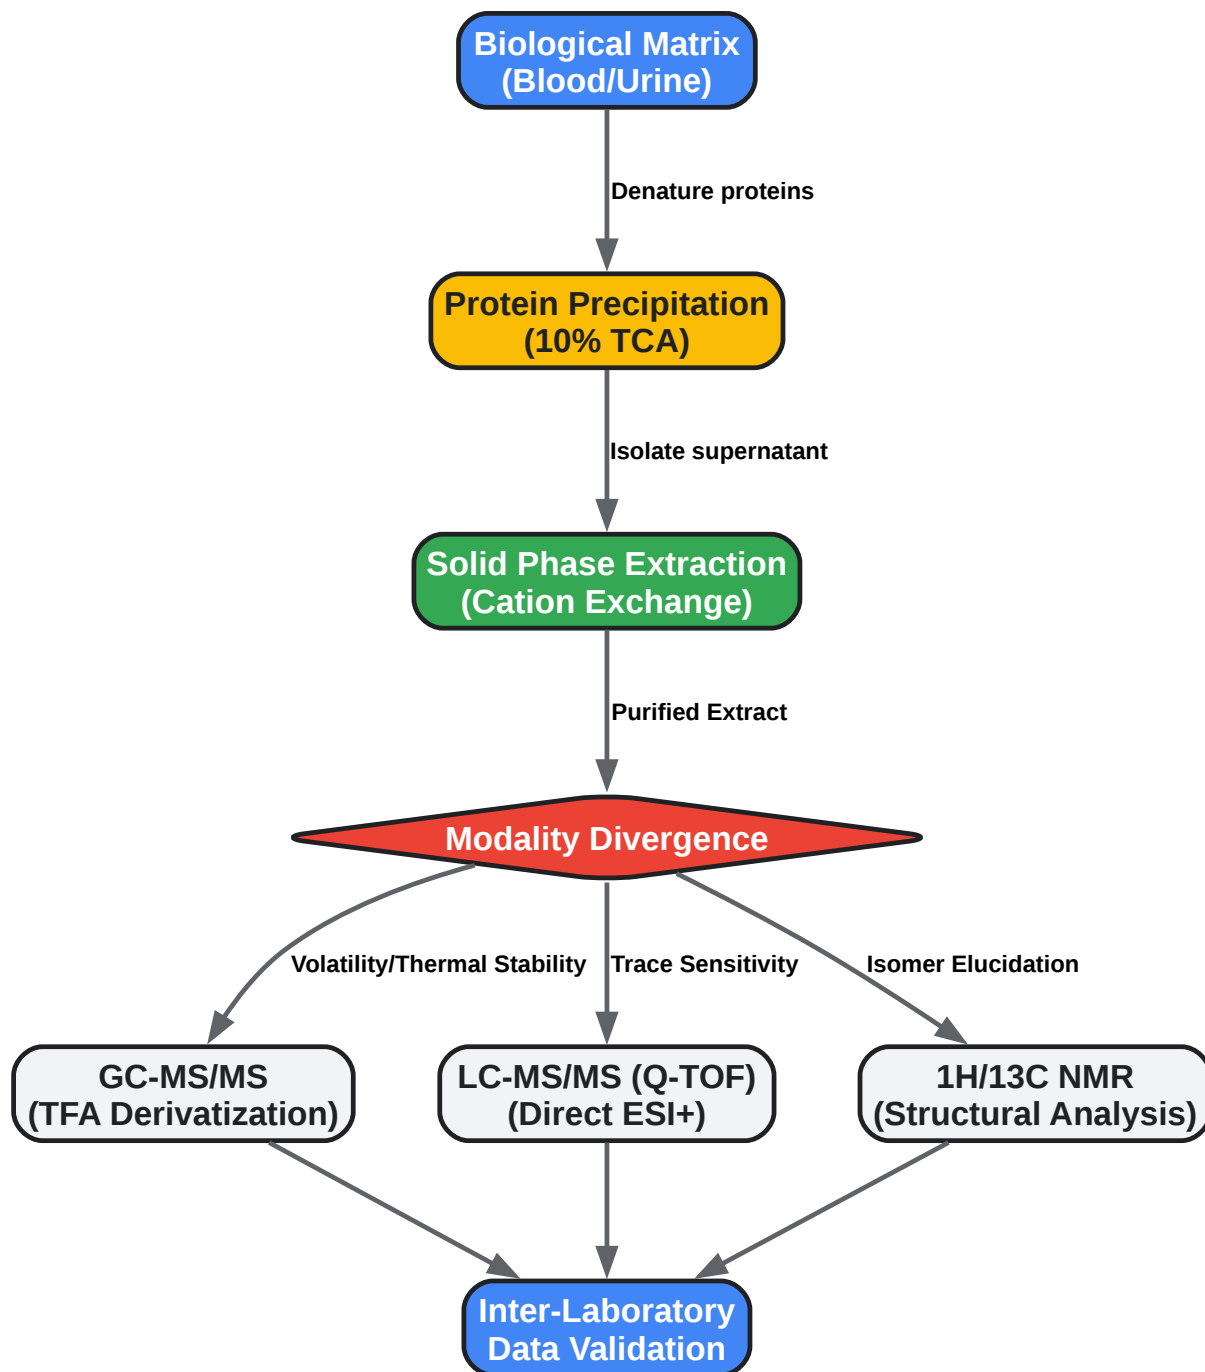 Biological Matrix
(Blood/Urine)
Denature proteins
Protein Precipitation
(10% TCA)
Isolate supernatant
Solid Phase Extraction
(Cation Exchange)
Purified Extract
Modality Divergence
Volatility/Thermal Stability
Trace Sensitivity
Isomer Elucidation
GC-MS/MS
(TFA Derivatization)
LC-MS/MS (Q-TOF)
(Direct ESI+)
1H/13C NMR
(Structural Analysis)
Inter-Laboratory
Data Validation